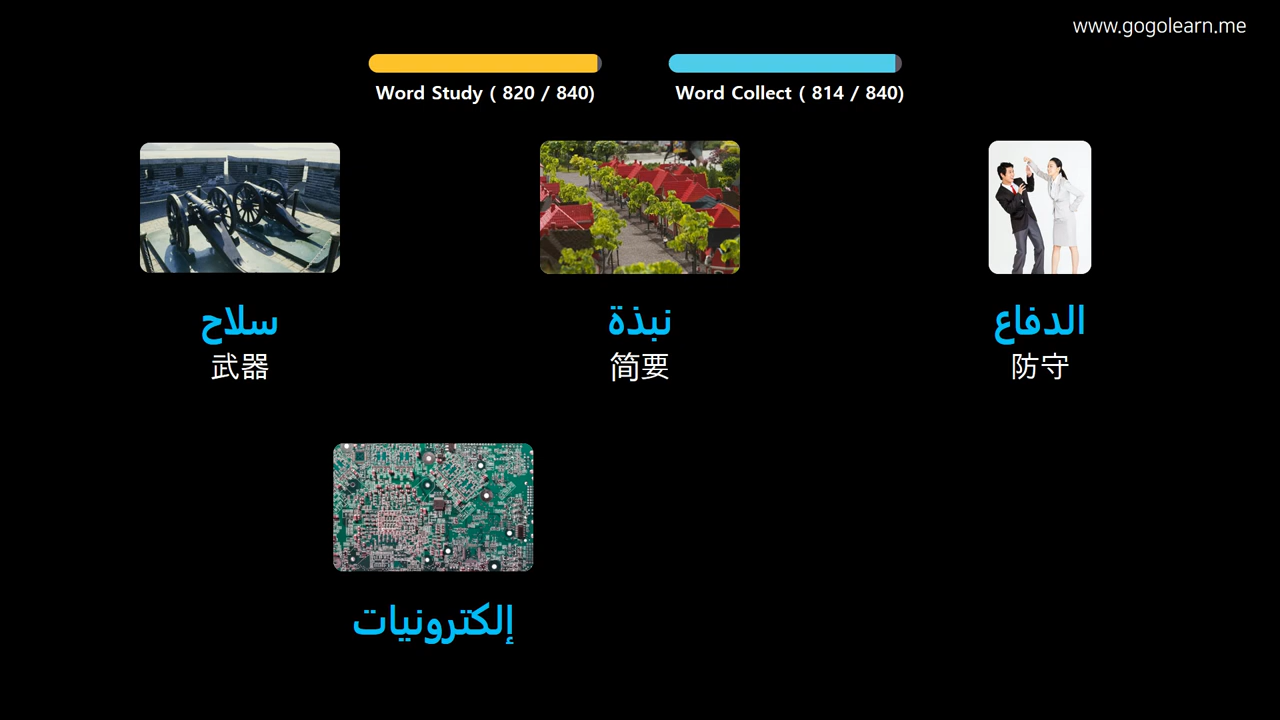 www.gogolearn.me
Word Study ( 820 / 840)
Word Collect ( 814 / 840)
سلاح
武器
نبذة
简要
الدفاع
防守
إلكترونيات